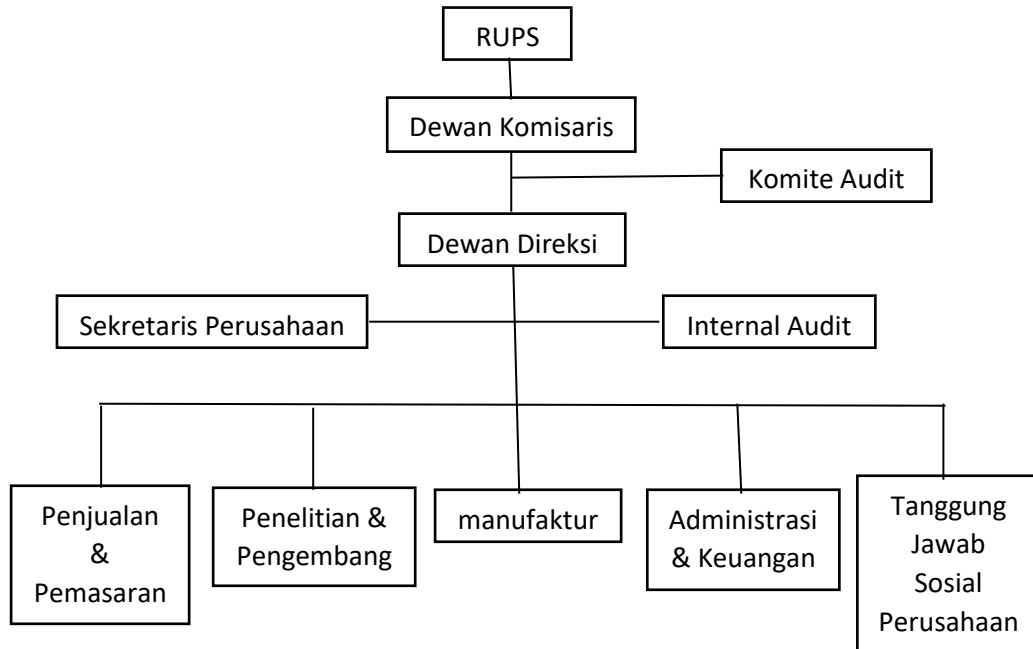 RUPS
Dewan Komisaris
Komite Audit
Dewan Direksi
Sekretaris Perusahaan
Internal Audit
Penjualan
&
Pemasaran
Penelitian &
Pengembang
manufaktur
Administrasi
& Keuangan
Tanggung
Jawab
Sosial
Perusahaan